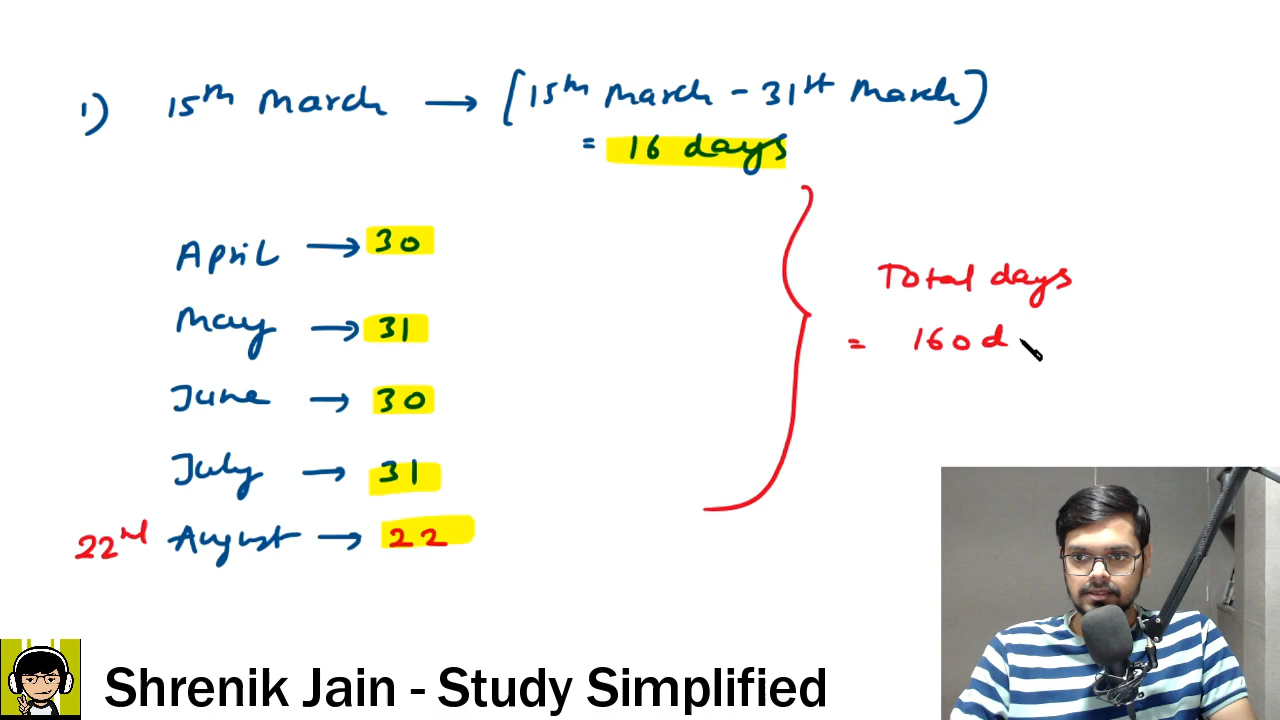 1) 15th March → [15th March - 31st March]
= 16 days
April → 30
May → 31
June → 30
July → 31
22nd August → 22
Total days
= 160 d
Shrenik Jain - Study Simplified